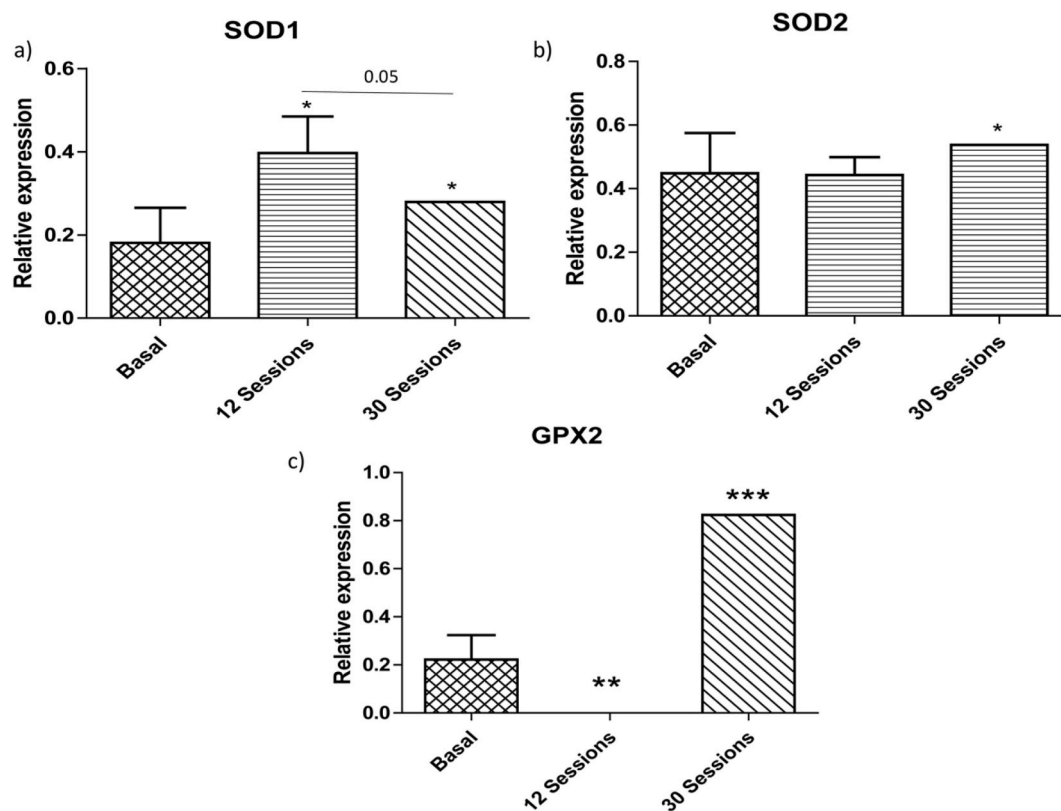 a)
SOD1
Relative expression
0.6
0.4
0.2
0.0
*
0.05
*
Basal
12 Sessions
30 Sessions
b)
SOD2
Relative expression
0.8
0.6
0.4
0.2
0.0
*
Basal
12 Sessions
30 Sessions
c)
GPX2
Relative expression
1.0
0.8
0.6
0.4
0.2
0.0
**
***
Basal
12 Sessions
30 Sessions